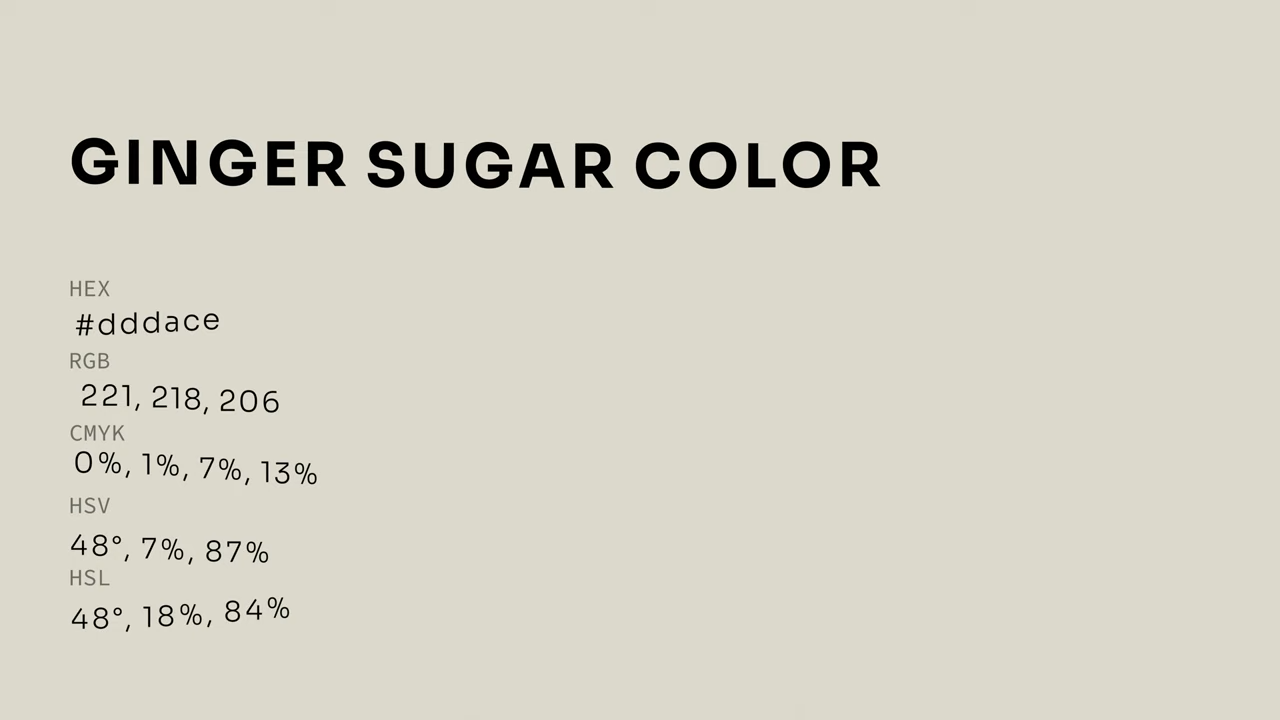 GINGER SUGAR COLOR
HEX
#dddace
RGB
221, 218, 206
CMYK
0%, 1%, 7%, 13%
HSV
48°, 7%, 87%
HSL
48°, 18%, 84%